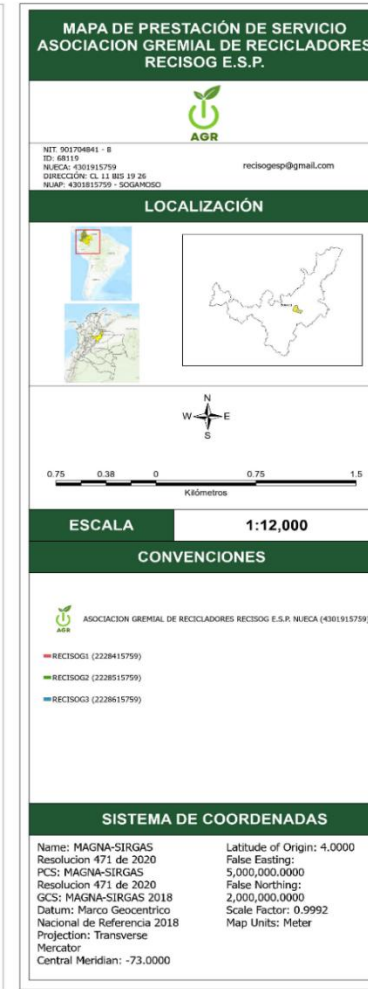 MAPA DE PRESTACIÓN DE SERVICIO
ASOCIACION GREMIAL DE RECICLADORES
RECISOG E.S.P.
AGR
NIT. 901704841 - 8
ID: 68119
NUECA: 4301915759
DIRECCIÓN: CL 11 BIS 19 26
NUAP: 4301815759 - SOGAMOSO
recisogesp@gmail.com
LOCALIZACIÓN
N
W E
S
0.75 0.38 0 0.75 1.5
Kilómetros
ESCALA 1:12,000
CONVENCIONES
AGR
ASOCIACION GREMIAL DE RECICLADORES RECISOG E.S.P. NUECA (4301915759)
RECISOG1 (2228415759)
RECISOG2 (2228515759)
RECISOG3 (2228615759)
SISTEMA DE COORDENADAS
Name: MAGNA-SIRGAS
Resolucion 471 de 2020
PCS: MAGNA-SIRGAS
Resolucion 471 de 2020
GCS: MAGNA-SIRGAS 2018
Datum: Marco Geocentrico
Nacional de Referencia 2018
Projection: Transverse
Mercator
Central Meridian: -73.0000
Latitude of Origin: 4.0000
False Easting:
5,000,000.0000
False Northing:
2,000,000.0000
Scale Factor: 0.9992
Map Units: Meter